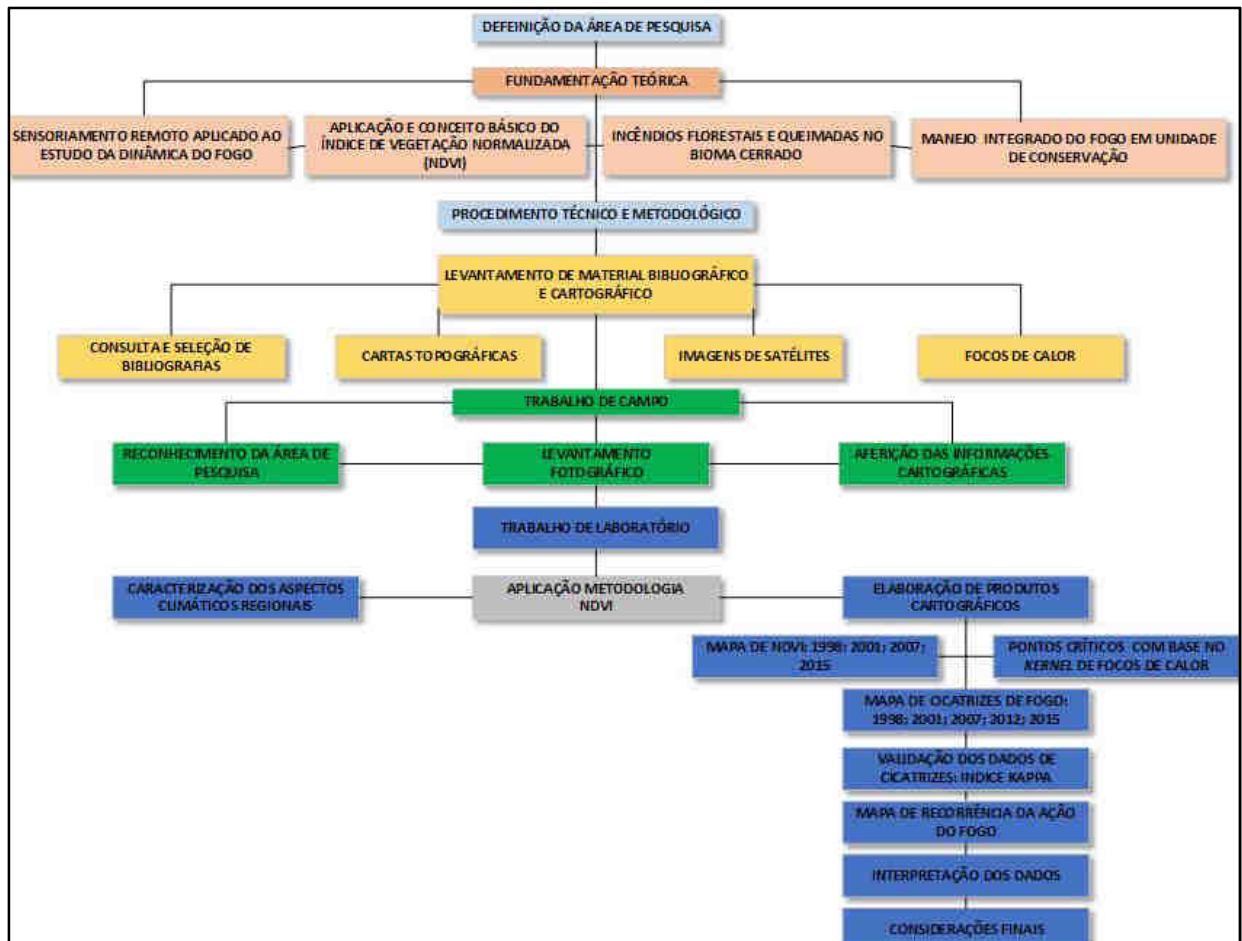 DEFEINIÇÃO DA ÁREA DE PESQUISA
FUNDAMENTAÇÃO TEÓRICA
SENSORIAMENTO REMOTO APLICADO AO
ESTUDO DA DINÂMICA DO FOGO
APLICAÇÃO E CONCEITO BÁSICO DO
ÍNDICE DE VEGETAÇÃO NORMALIZADA
(NDVI)
INCÊNDIOS FLORESTAIS E QUEIMADAS NO
BIOMA CERRADO
MANEJO INTEGRADO DO FOGO EM UNIDADE
DE CONSERVAÇÃO
PROCEDIMENTO TÉCNICO E METODOLÓGICO
LEVANTAMENTO DE MATERIAL BIBLIOGRÁFICO
E CARTOGRÁFICO
CONSULTA E SELEÇÃO DE
BIBLIOGRAFIAS
CARTAS TOPOGRÁFICAS
IMAGENS DE SATÉLITES
FOCOS DE CALOR
TRABALHO DE CAMPO
RECONHECIMENTO DA ÁREA DE
PESQUISA
LEVANTAMENTO
FOTOGRÁFICO
AFERIÇÃO DAS INFORMAÇÕES
CARTOGRÁFICAS
TRABALHO DE LABORATÓRIO
CARACTERIZAÇÃO DOS ASPECTOS
CLIMÁTICOS REGIONAIS
APLICAÇÃO METODOLOGIA
NDVI
ELABORAÇÃO DE PRODUTOS
CARTOGRÁFICOS
MAPA DE NDVI: 1998; 2001; 2007;
2015
PONTOS CRÍTICOS COM BASE NO
KERNEL DE FOCOS DE CALOR
MAPA DE CICATRIZES DE FOGO:
1998; 2001; 2007; 2012; 2015
VALIDAÇÃO DOS DADOS DE
CICATRIZES: INDICE KAPPA
MAPA DE RECORRÊNCIA DA AÇÃO
DO FOGO
INTERPRETAÇÃO DOS DADOS
CONSIDERAÇÕES FINAIS